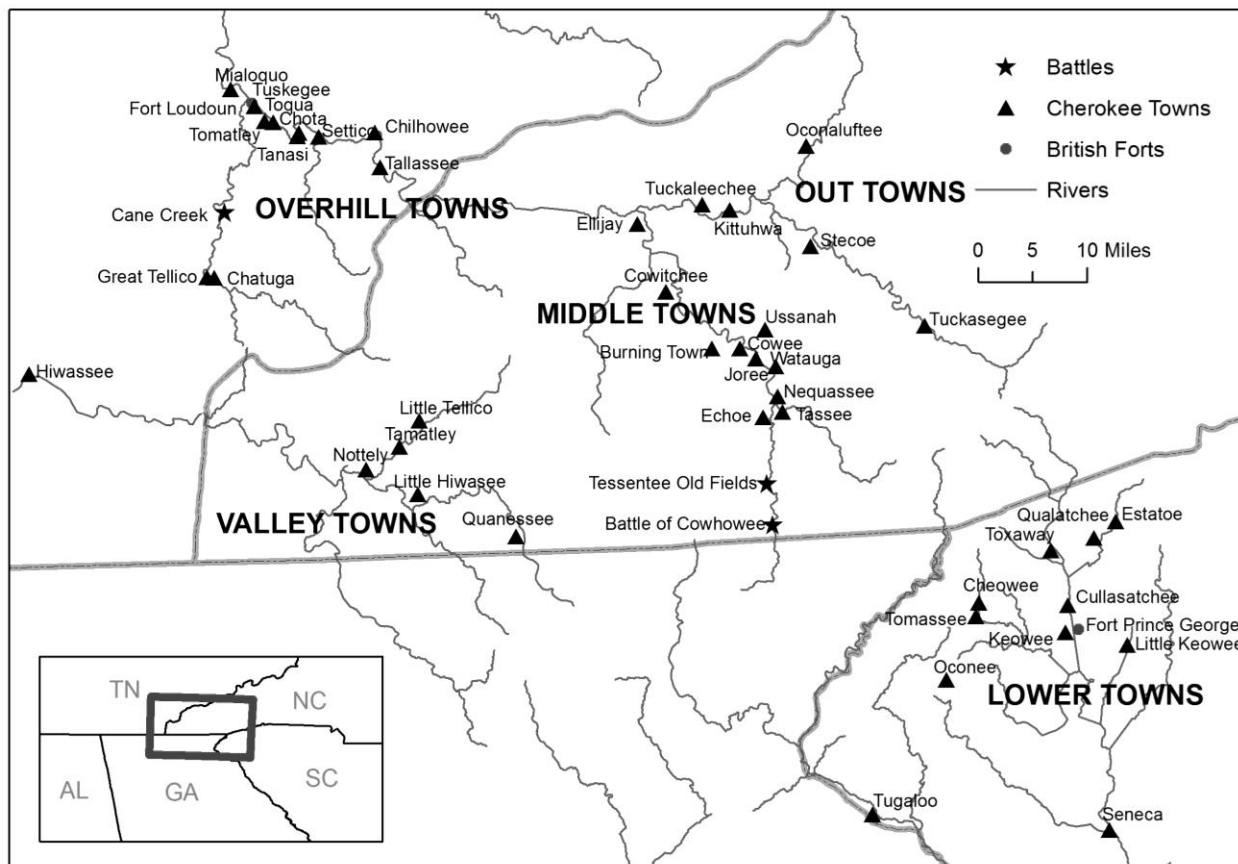 Mialoquo
Tuskegee
Fort Loudoun
Toqua
Chota
Tomatley
Settico
Tanasi
Chilhowee
Tallassee
Cane Creek
OVERHILL TOWNS
Great Tellico
Chatuga
Hiwassee
Oconaluftee
OUT TOWNS
Tuckaleechee
Kittuhwa
Ellijay
Stecoe
Cowitchee
MIDDLE TOWNS
Ussanah
Tuckasegee
Burning Town
Cowee
Joree
Watauga
Nequassee
Echoe
Tassee
Little Tellico
Tamatley
Nottely
Little Hiwasee
VALLEY TOWNS
Quanessee
Tessentee Old Fields
Battle of Cowhowee
Qualatchee
Estatoe
Toxaway
Cheowee
Cullasatchee
Tomassee
Fort Prince George
Keowee
Little Keowee
Oconee
LOWER TOWNS
Tugaloo
Seneca
Battles
Cherokee Towns
British Forts
Rivers
0 5 10 Miles
TN
NC
AL
GA
SC